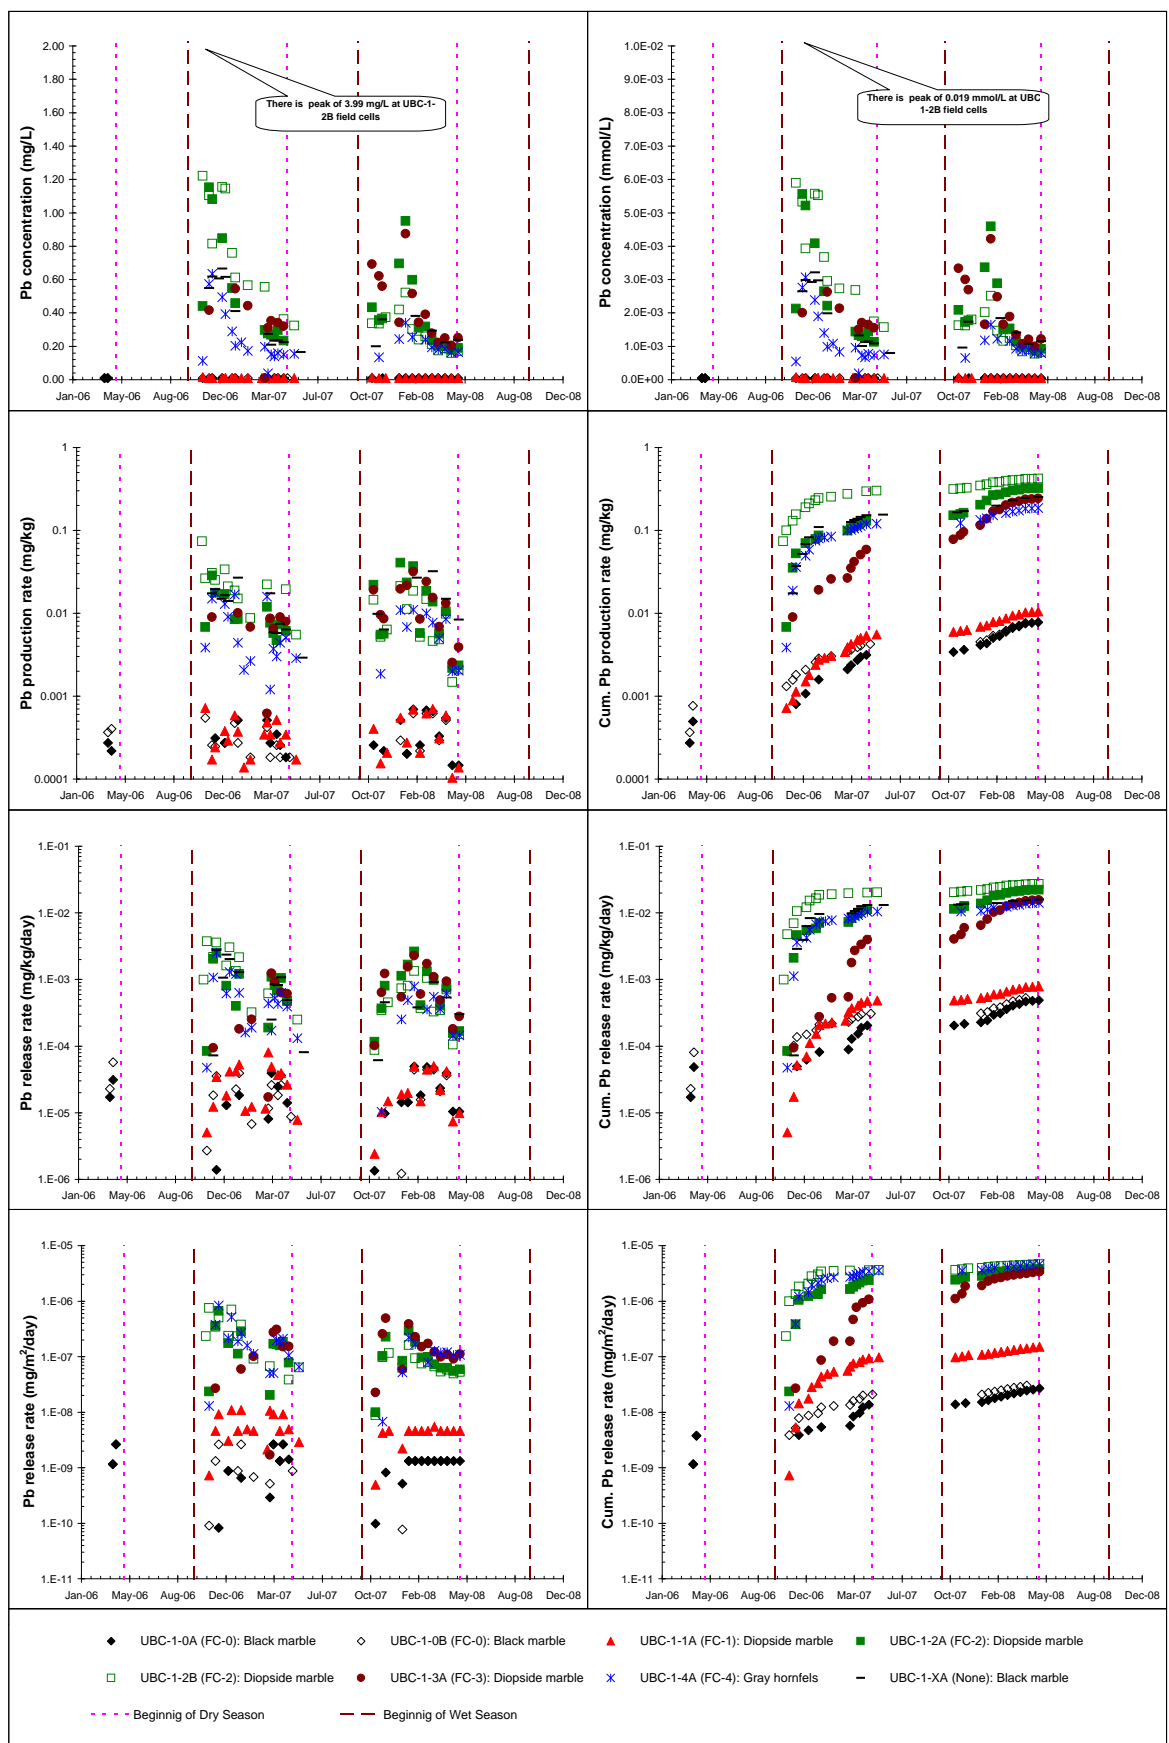 Pb concentration (mg/L)
2.00
1.80
1.60
1.40
1.20
1.00
0.80
0.60
0.40
0.20
0.00
There is peak of 3.99 mg/L at UBC-1-
2B field cells
Jan-06 May-06 Aug-06 Dec-06 Mar-07 Jul-07 Oct-07 Feb-08 May-08 Aug-08 Dec-08
Pb concentration (mmol/L)
1.0E-02
9.0E-03
8.0E-03
7.0E-03
6.0E-03
5.0E-03
4.0E-03
3.0E-03
2.0E-03
1.0E-03
0.0E+00
There is peak of 0.019 mmol/L at UBC
1-2B field cells
Jan-06 May-06 Aug-06 Dec-06 Mar-07 Jul-07 Oct-07 Feb-08 May-08 Aug-08 Dec-08
Pb production rate (mg/kg)
1
0.1
0.01
0.001
0.0001
Jan-06 May-06 Aug-06 Dec-06 Mar-07 Jul-07 Oct-07 Feb-08 May-08 Aug-08 Dec-08
Cum. Pb production rate (mg/kg)
1
0.1
0.01
0.001
0.0001
Jan-06 May-06 Aug-06 Dec-06 Mar-07 Jul-07 Oct-07 Feb-08 May-08 Aug-08 Dec-08
Pb release rate (mg/kg/day)
1.E-01
1.E-02
1.E-03
1.E-04
1.E-05
1.E-06
Jan-06 May-06 Aug-06 Dec-06 Mar-07 Jul-07 Oct-07 Feb-08 May-08 Aug-08 Dec-08
Cum. Pb release rate (mg/kg/day)
1.E-01
1.E-02
1.E-03
1.E-04
1.E-05
1.E-06
Jan-06 May-06 Aug-06 Dec-06 Mar-07 Jul-07 Oct-07 Feb-08 May-08 Aug-08 Dec-08
Pb release rate (mg/m²/day)
1.E-05
1.E-06
1.E-07
1.E-08
1.E-09
1.E-10
1.E-11
Jan-06 May-06 Aug-06 Dec-06 Mar-07 Jul-07 Oct-07 Feb-08 May-08 Aug-08 Dec-08
Cum. Pb release rate (mg/m²/day)
1.E-05
1.E-06
1.E-07
1.E-08
1.E-09
1.E-10
1.E-11
Jan-06 May-06 Aug-06 Dec-06 Mar-07 Jul-07 Oct-07 Feb-08 May-08 Aug-08 Dec-08
UBC-1-0A (FC-0): Black marble UBC-1-0B (FC-0): Black marble UBC-1-1A (FC-1): Diopside marble UBC-1-2A (FC-2): Diopside marble
UBC-1-2B (FC-2): Diopside marble UBC-1-3A (FC-3): Diopside marble UBC-1-4A (FC-4): Gray hornfels UBC-1-XA (None): Black marble
Beginnig of Dry Season Beginnig of Wet Season